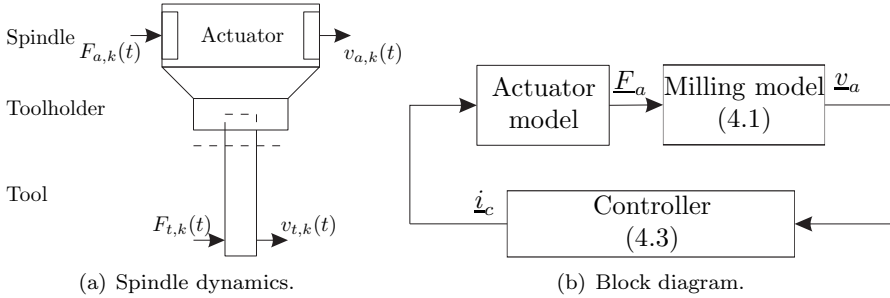 Spindle
F_{a,k}(t)
Actuator
v_{a,k}(t)
Toolholder
Tool
F_{t,k}(t)
v_{t,k}(t)
(a) Spindle dynamics.
Actuator
model
F_a
Milling model
(4.1)
v_a
i_c
Controller
(4.3)
(b) Block diagram.